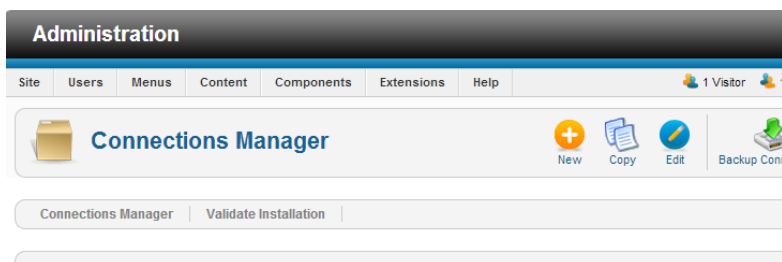 Administration
Site Users Menus Content Components Extensions Help 1 Visitor
Connections Manager
New Copy Edit Backup
Connections Manager Validate Installation